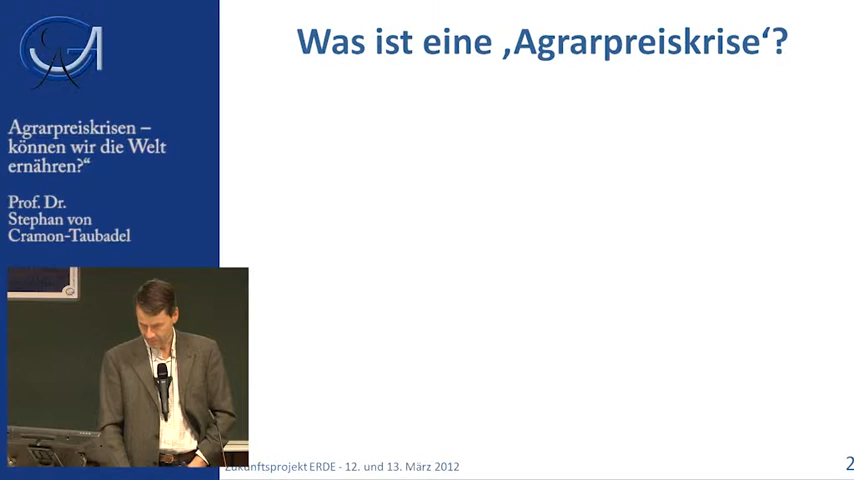 Was ist eine ‚Agrarpreiskrise‘?
Agrarpreiskrisen –
können wir die Welt
ernähren?“
Prof. Dr.
Stephan von
Cramon-Taubadel
Zukunftsprojekt ERDE - 12. und 13. März 2012
2